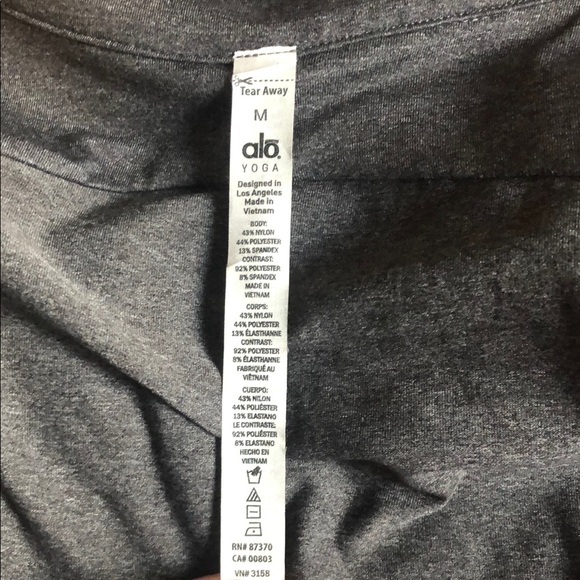 Tear Away
M
alo.
YOGA
Designed in
Los Angeles
Made in
Vietnam
BODY:
43% NYLON
44% POLYESTER
13% SPANDEX
CONTRAST:
92% POLYESTER
8% SPANDEX
MADE IN
VIETNAM
CORPS:
43% NYLON
44% POLYESTER
13% ÉLASTHANNE
CONTRAST:
92% POLYESTER
8% ÉLASTHANNE
FABRIQUÉ AU
VIÊTNAM
CUERPO:
43% NILON
44% POLIÉSTER
13% ELASTANO
LE CONTRASTE:
92% POLIÉSTER
8% ELASTANO
HECHO EN
VIETNAM
RN# 87370
CA# 00803
VN# 3158